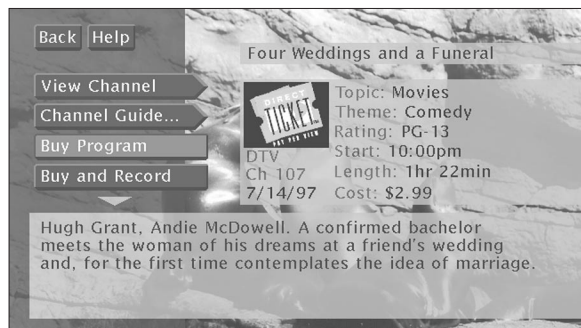 Back Help
Four Weddings and a Funeral
View Channel
Channel Guide...
Buy Program
Buy and Record
DIRECT
TICKET
PAY PER VIEW
DTV
Ch 107
7/14/97
Topic: Movies
Theme: Comedy
Rating: PG-13
Start: 10:00pm
Length: 1hr 22min
Cost: $2.99
Hugh Grant, Andie McDowell. A confirmed bachelor
meets the woman of his dreams at a friend's wedding
and, for the first time contemplates the idea of marriage.